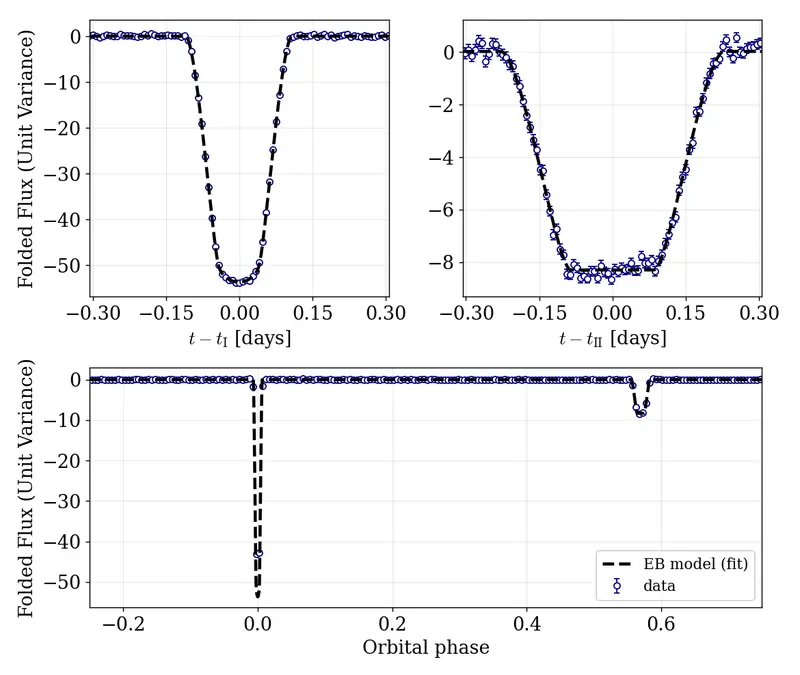 Folded Flux (Unit Variance)
0
−10
−20
−30
−40
−50
−0.30 −0.15 0.00 0.15 0.30
t − tI [days]
0
−2
−4
−6
−8
−0.30 −0.15 0.00 0.15 0.30
t − tII [days]
Folded Flux (Unit Variance)
0
−10
−20
−30
−40
−50
−0.2 0.0 0.2 0.4 0.6
Orbital phase
EB model (fit)
data